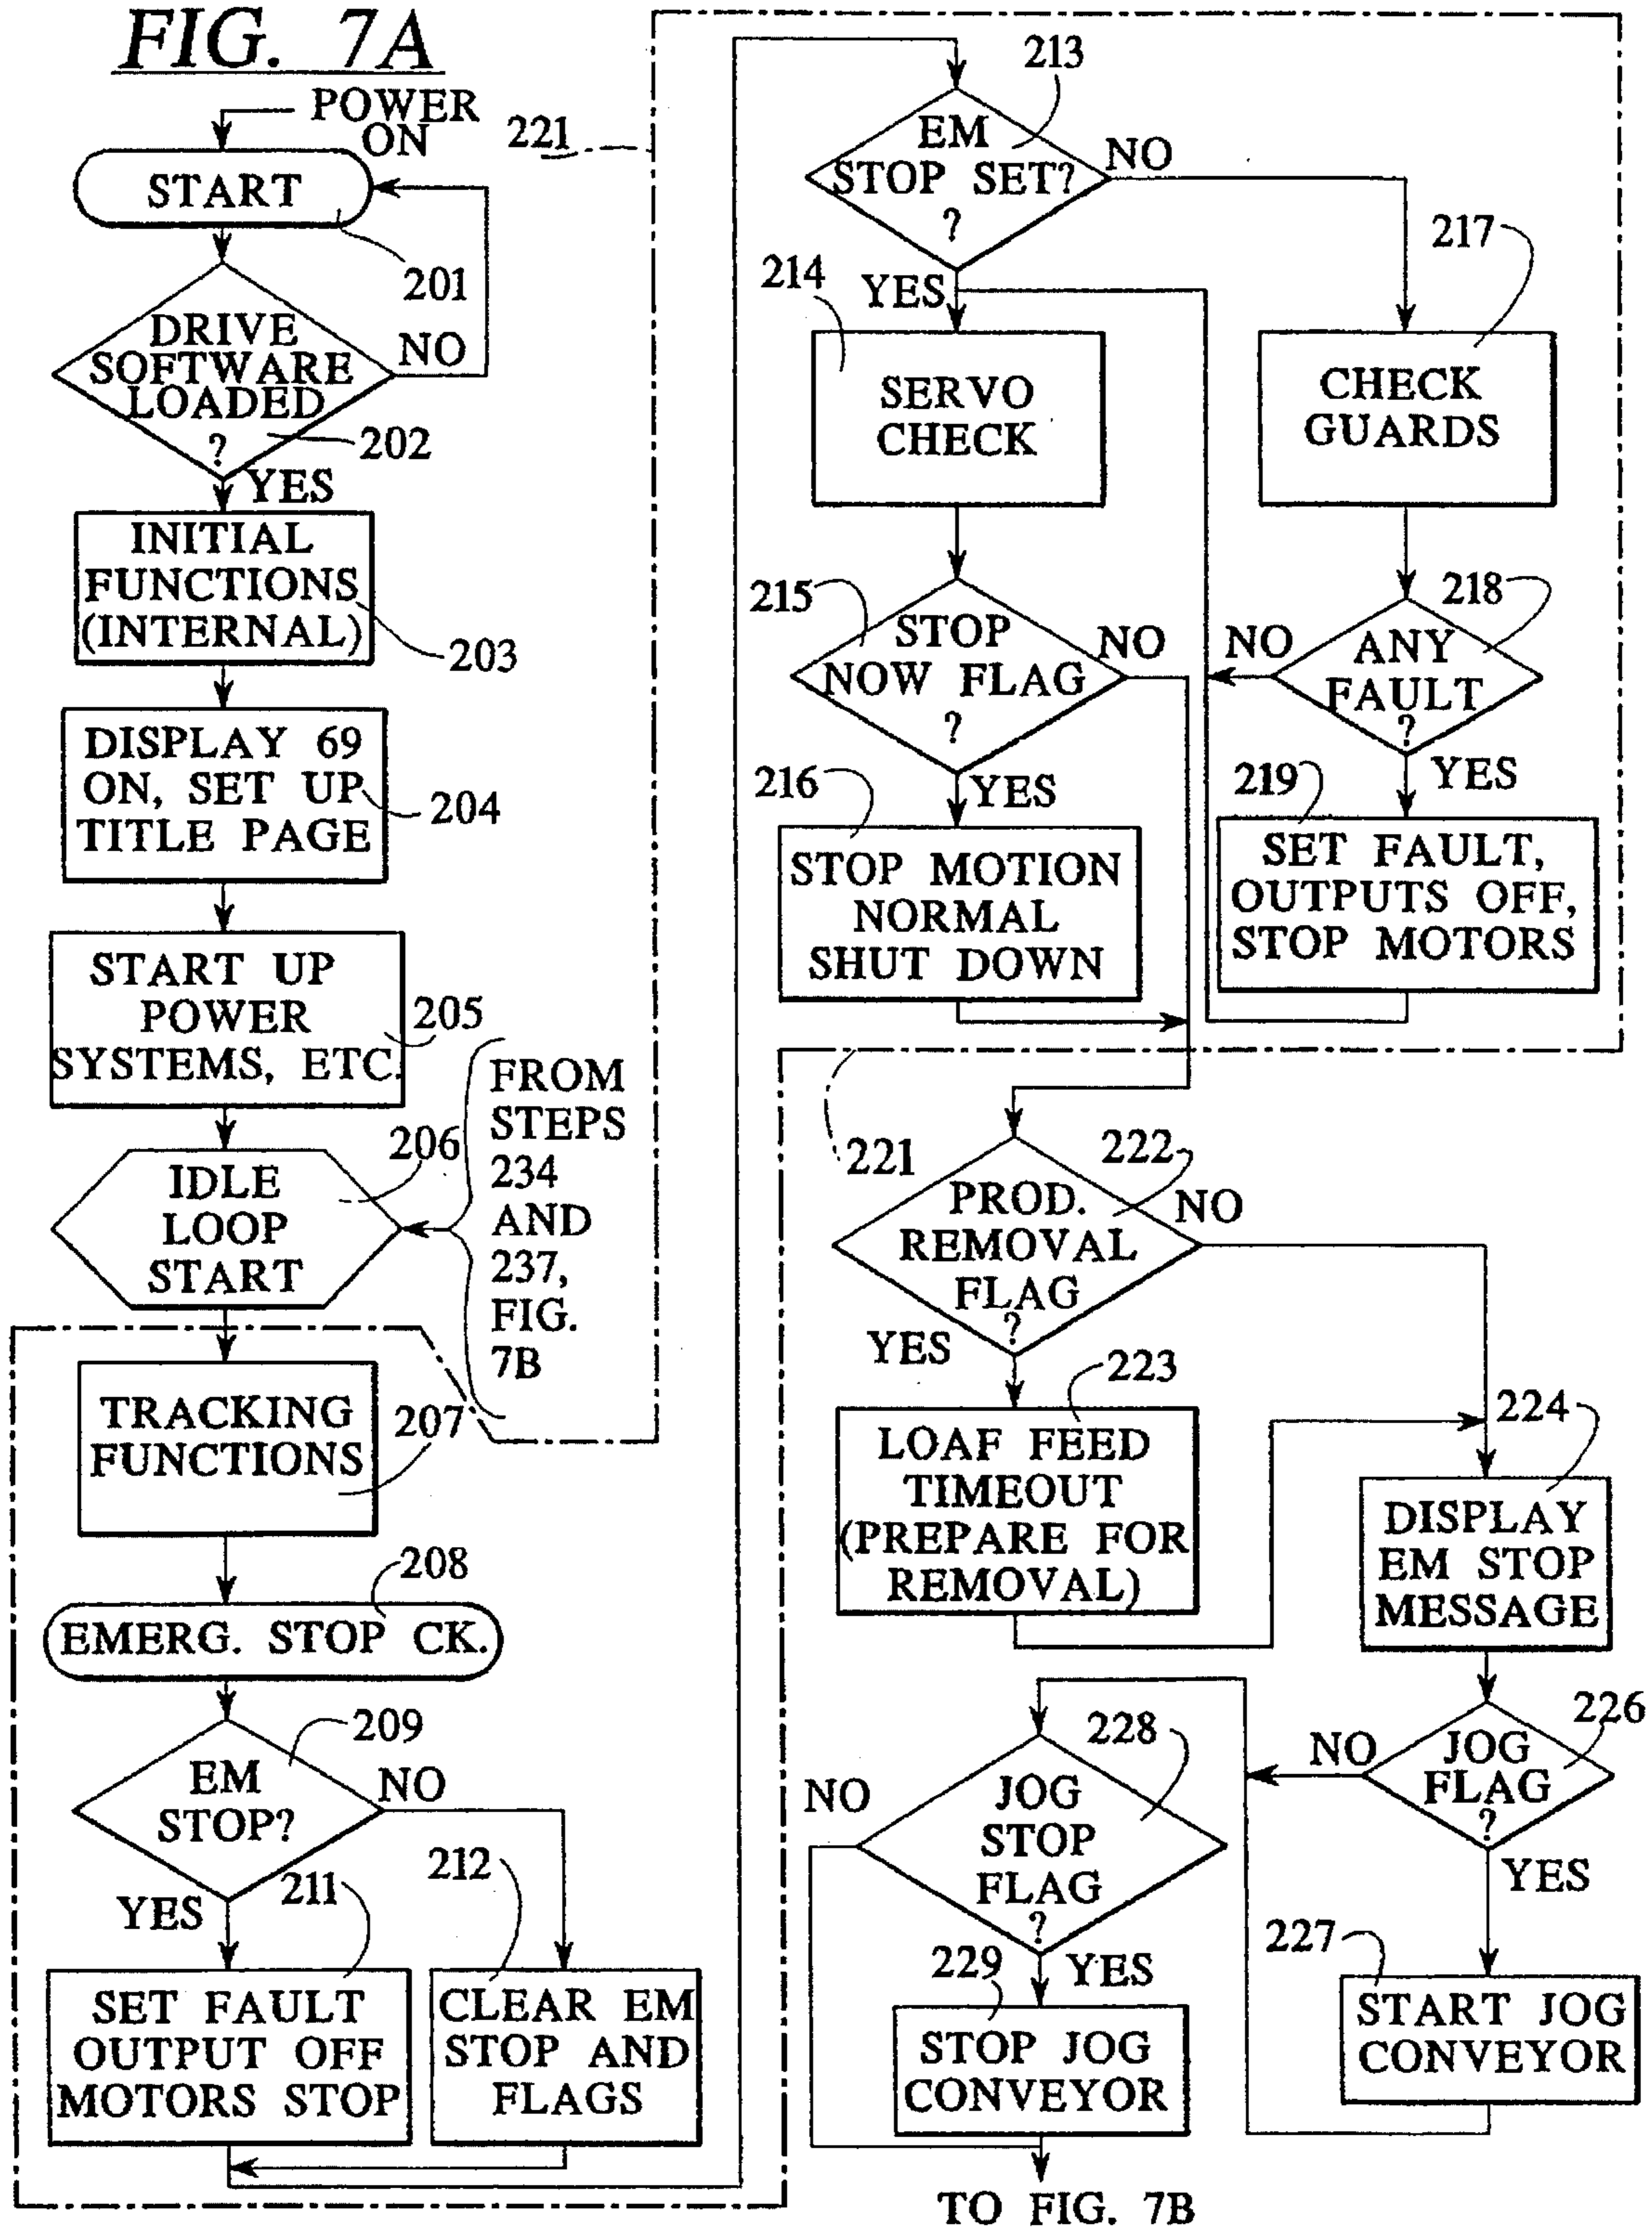 FIG. 7A
POWER
ON
START
201
DRIVE
SOFTWARE
LOADED
?
202
NO
YES
INITIAL
FUNCTIONS
(INTERNAL)
203
DISPLAY 69
ON, SET UP
TITLE PAGE
204
START UP
POWER
SYSTEMS, ETC.
205
IDLE
LOOP
START
206
FROM
STEPS
234
AND
237,
FIG.
7B
TRACKING
FUNCTIONS
207
208
EMERG. STOP CK.
209
EM
STOP?
NO
YES
211
212
SET FAULT
OUTPUT OFF
MOTORS STOP
CLEAR EM
STOP AND
FLAGS
221
213
EM
STOP SET?
?
NO
YES
214
SERVO
CHECK
217
CHECK
GUARDS
215
STOP
NOW FLAG
?
NO
YES
218
ANY
FAULT
?
NO
YES
216
STOP MOTION
NORMAL
SHUT DOWN
219
SET FAULT,
OUTPUTS OFF,
STOP MOTORS
221
222
PROD.
REMOVAL
FLAG
?
NO
YES
223
LOAF FEED
TIMEOUT
(PREPARE FOR
REMOVAL)
224
DISPLAY
EM STOP
MESSAGE
226
JOG
FLAG
?
NO
YES
227
START JOG
CONVEYOR
228
JOG
STOP
FLAG
?
NO
YES
229
STOP JOG
CONVEYOR
TO FIG. 7B